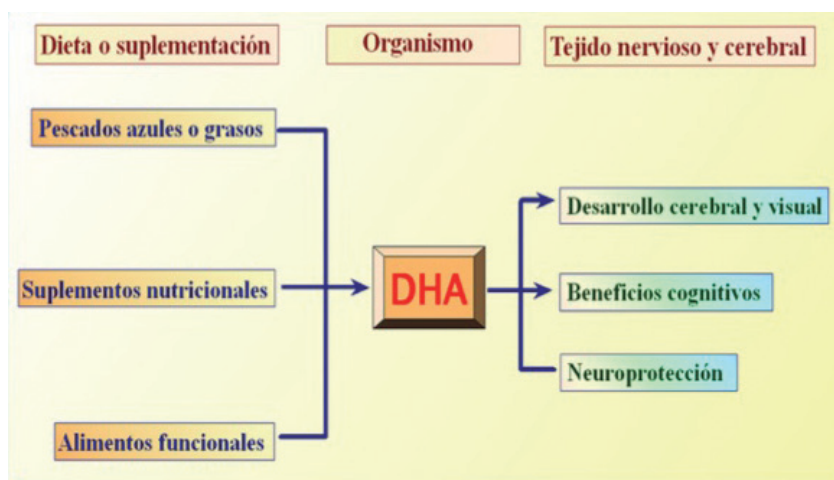 Dieta o suplementación
Organismo
Tejido nervioso y cerebral
Pescados azules o grasos
Suplementos nutricionales
Alimentos funcionales
DHA
Desarrollo cerebral y visual
Beneficios cognitivos
Neuroprotección